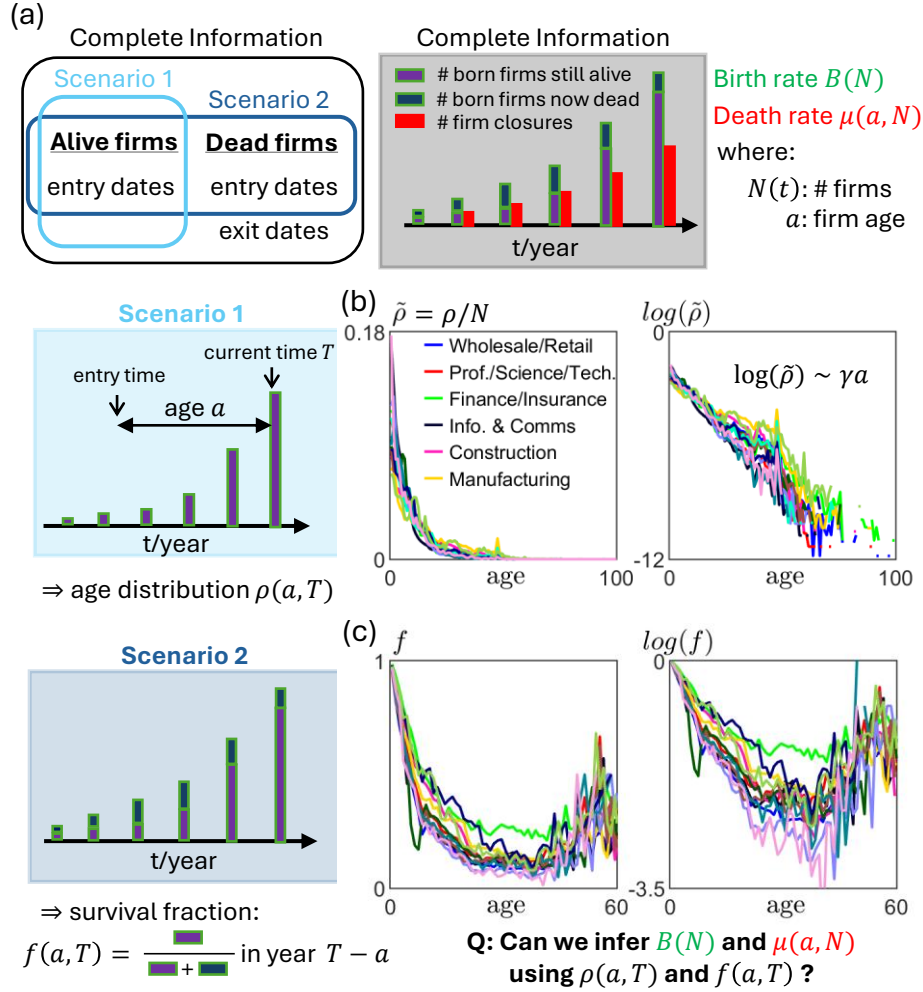 (a)
Complete Information
Scenario 1
Scenario 2
Alive firms
Dead firms
entry dates
entry dates
exit dates
Complete Information
# born firms still alive
# born firms now dead
# firm closures
t/year
Birth rate B(N)
Death rate μ(a, N)
where:
N(t): # firms
a: firm age
Scenario 1
current time T
entry time
age a
t/year
⇒ age distribution ρ(a, T)
(b)
ρ̃ = ρ/N
0.18
Wholesale/Retail
Prof./Science/Tech.
Finance/Insurance
Info. & Comms
Construction
Manufacturing
0
0
age
100
log(ρ̃)
0
log(ρ̃) ~ γa
-12
0
age
100
Scenario 2
t/year
⇒ survival fraction:
f(a, T) = + in year T − a
(c)
f
1
0
0
age
60
log(f)
0
-3.5
0
age
60
Q: Can we infer B(N) and μ(a, N)
using ρ(a, T) and f(a, T) ?